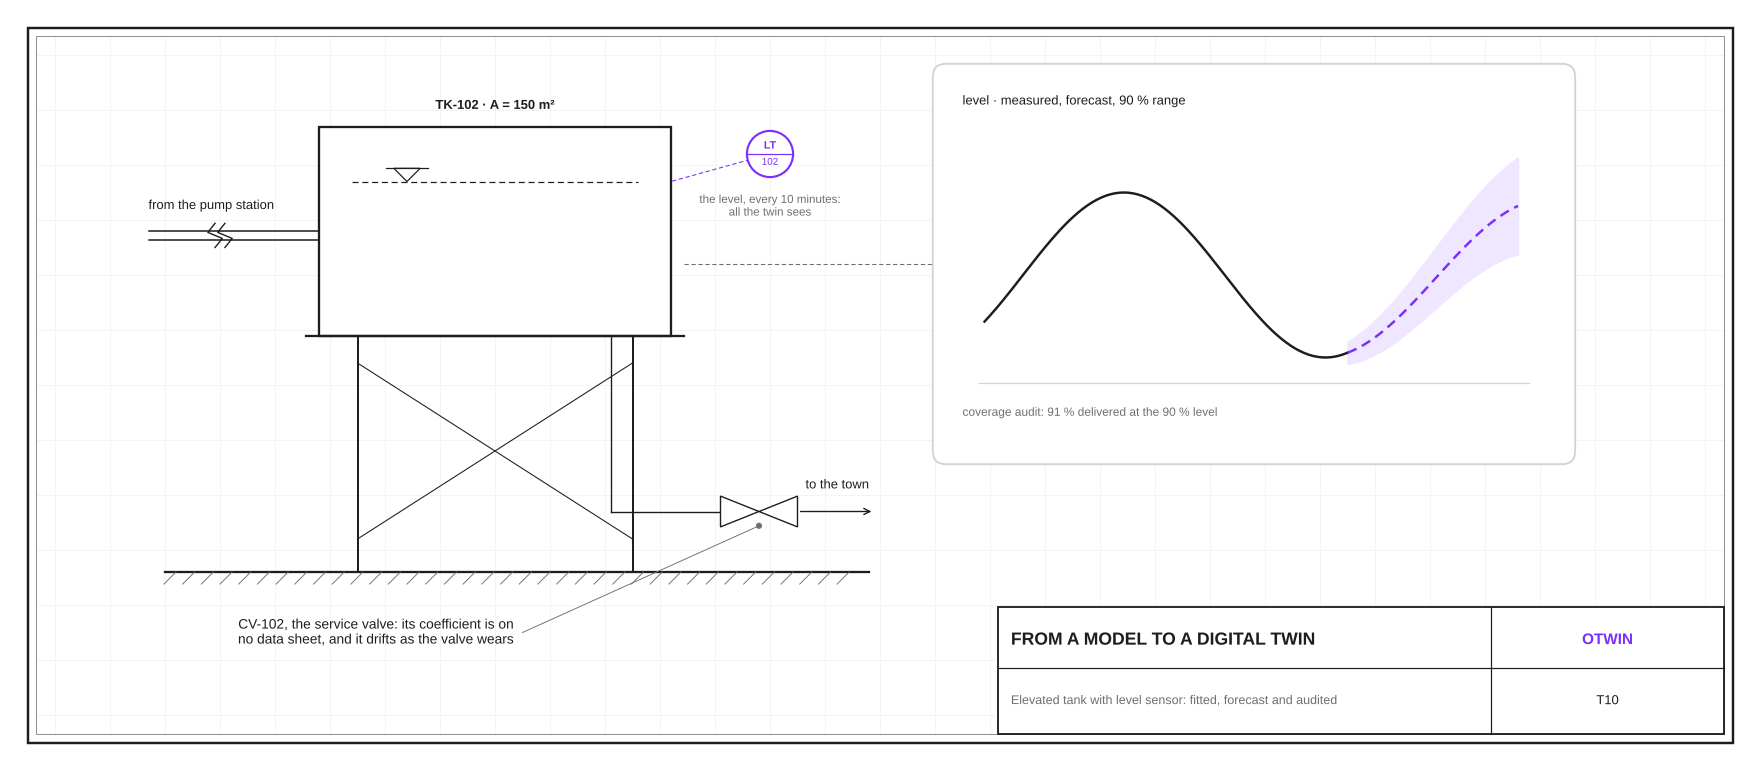 TK-102 · A = 150 m²
LT
102
the level, every 10 minutes:
all the twin sees
from the pump station
level · measured, forecast, 90 % range
coverage audit: 91 % delivered at the 90 % level
to the town
CV-102, the service valve: its coefficient is on
no data sheet, and it drifts as the valve wears
FROM A MODEL TO A DIGITAL TWIN
OTWIN
Elevated tank with level sensor: fitted, forecast and audited
T10